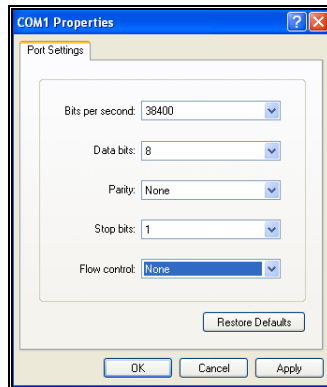 COM1 Properties
Port Settings
Bits per second: 38400
Data bits: 8
Parity: None
Stop bits: 1
Flow control: None
Restore Defaults
OK Cancel Apply